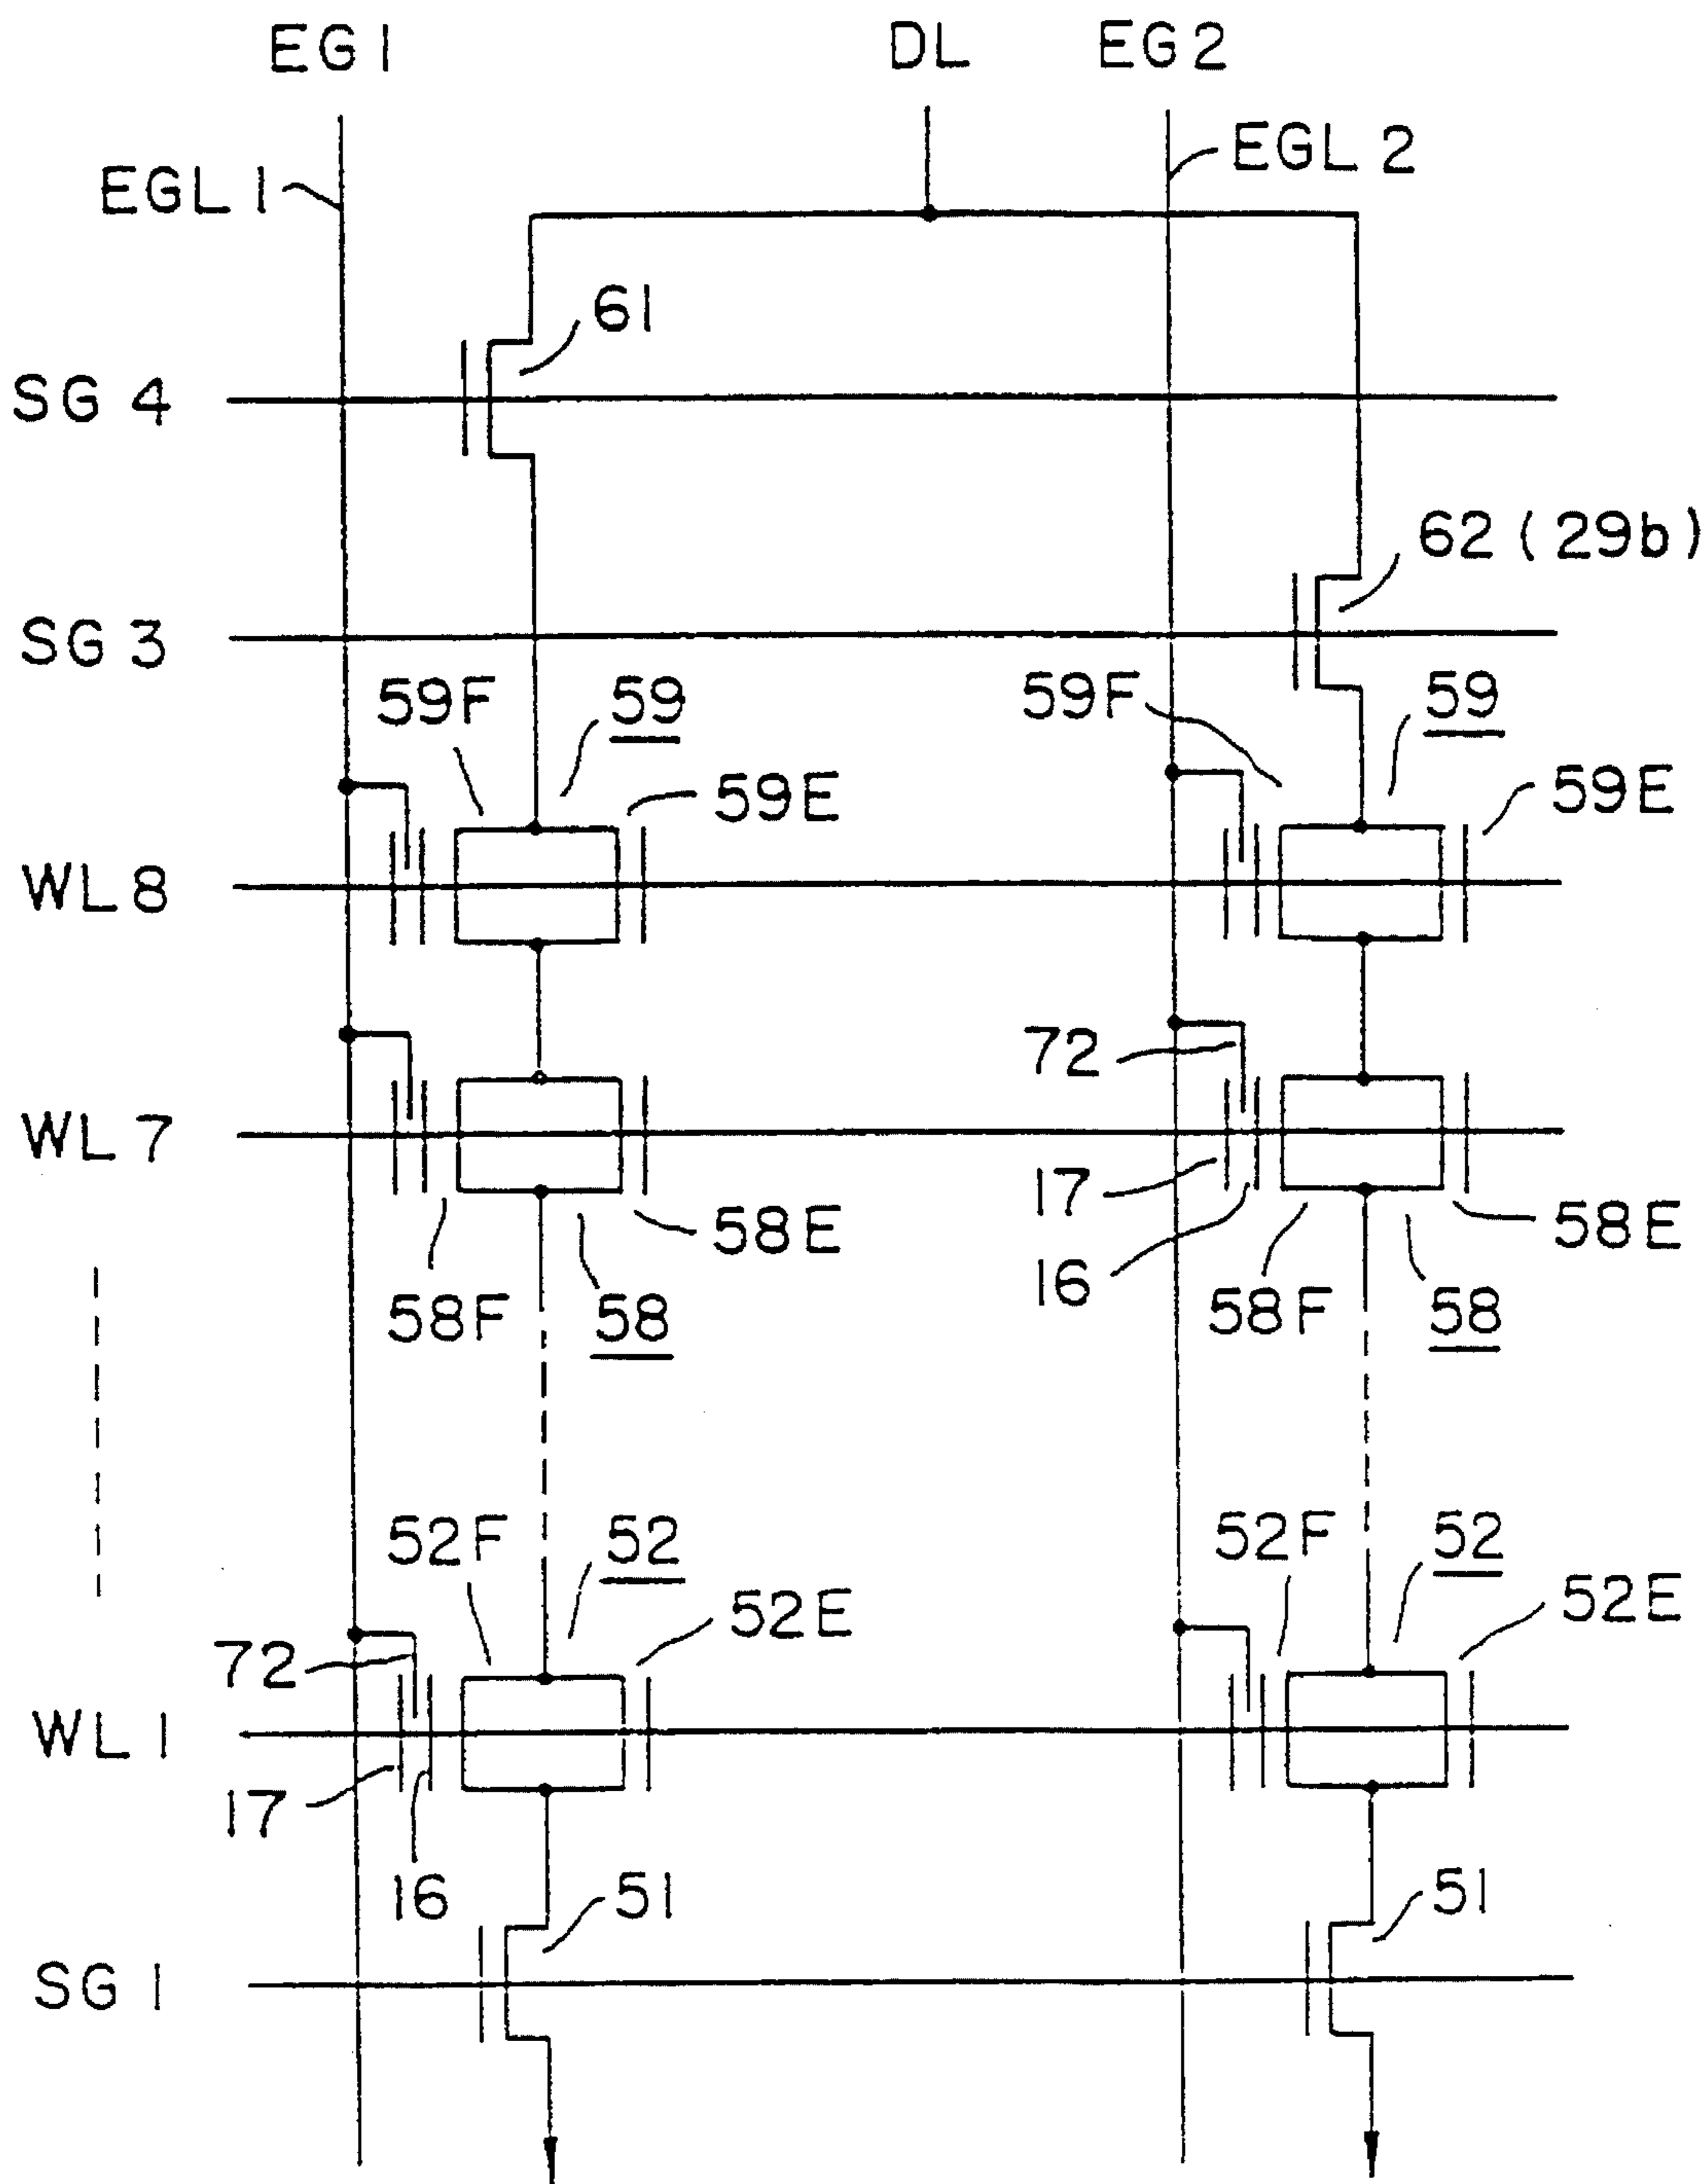 EG1 DL EG2
EGL1 EGL2
61
SG4
62 (29b)
SG3
59F 59 59F 59
59E 59E
WL8
72
WL7
17
58E 58E
16
58F 58 58F 58
52F 52 52F 52
52E 52E
72
WL1
17
16 51 51
SG1